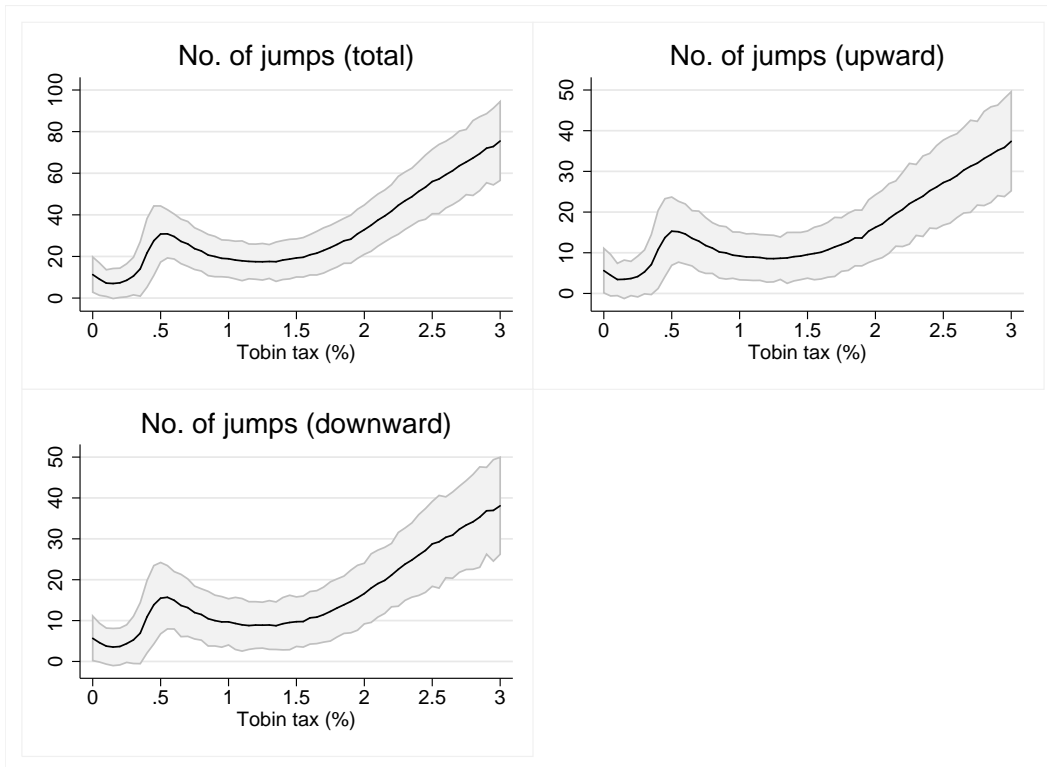 No. of jumps (total)
100
80
60
40
20
0
0 .5 1 1.5 2 2.5 3
Tobin tax (%)
No. of jumps (upward)
50
40
30
20
10
0
0 .5 1 1.5 2 2.5 3
Tobin tax (%)
No. of jumps (downward)
50
40
30
20
10
0
0 .5 1 1.5 2 2.5 3
Tobin tax (%)